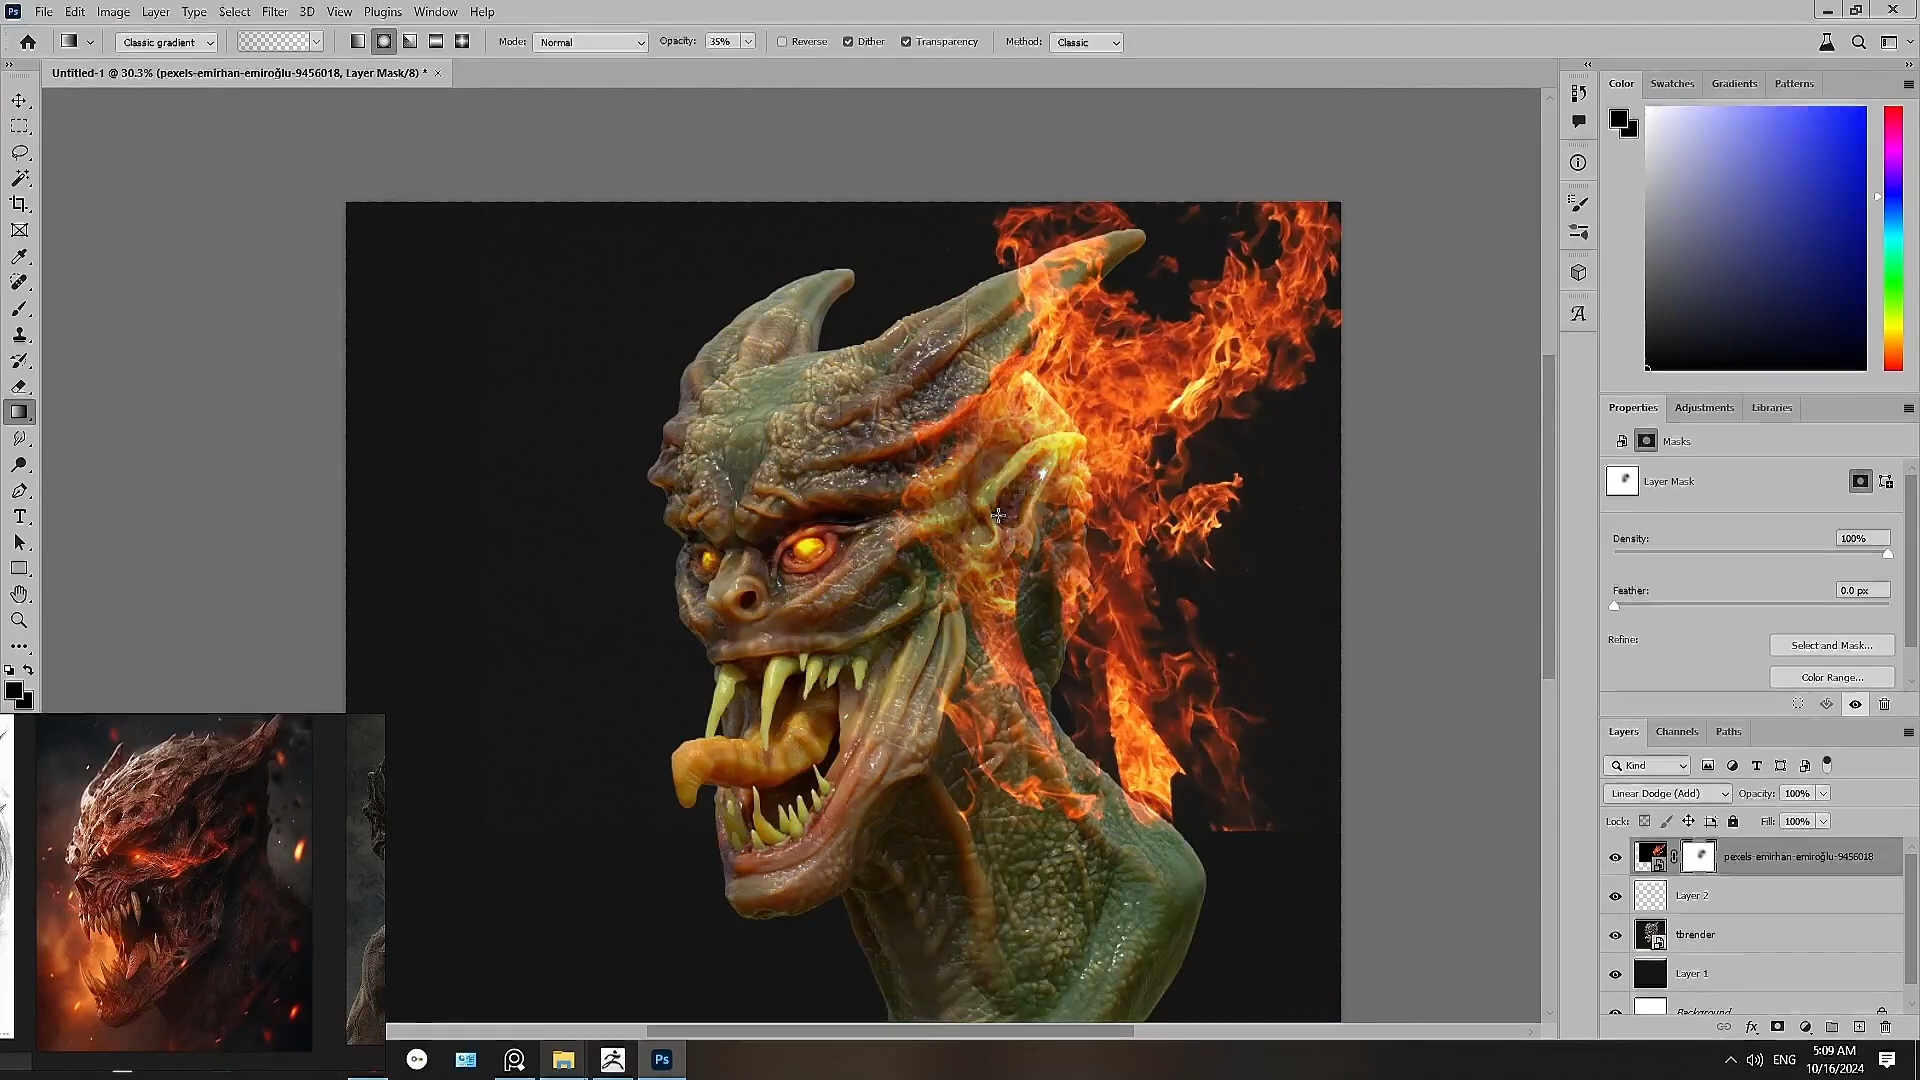 Ps File Edit Image Layer Type Select Filter 3D View Plugins Window Help
Classic gradient Mode: Normal Opacity: 35% Reverse Dither Transparency Method: Classic
Untitled-1 @ 30.3% (pexels-emirhan-emiroğlu-9456018, Layer Mask/8) * ×
Color Swatches Gradients Patterns
Properties Adjustments Libraries
Masks
Layer Mask
Density: 100%
Feather: 0.0 px
Refine: Select and Mask...
Color Range...
Layers Channels Paths
Kind
Linear Dodge (Add) Opacity: 100%
Lock: Fill: 100%
pexels-emirhan-emiroğlu-9456018
Layer 2
tbrender
Layer 1
Background
fx
Ps
ENG
5:09 AM
10/16/2024